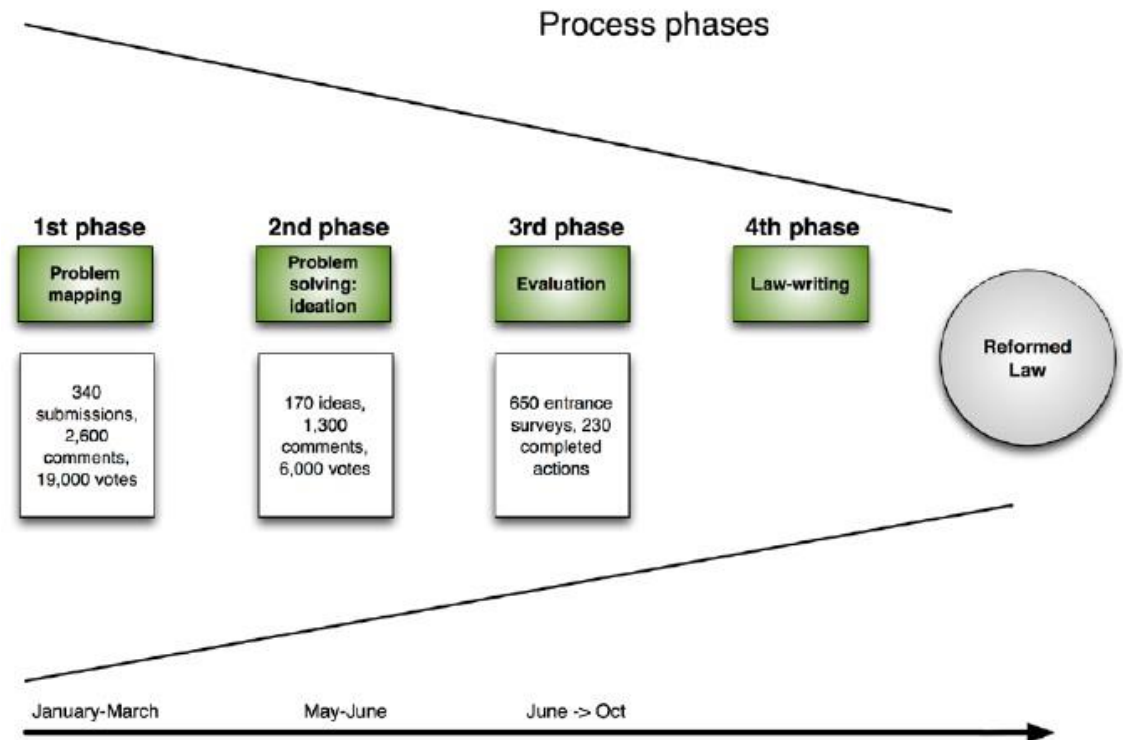 Process phases
1st phase
Problem
mapping
340
submissions,
2,600
comments,
19,000 votes
2nd phase
Problem
solving:
ideation
170 ideas,
1,300
comments,
6,000 votes
3rd phase
Evaluation
650 entrance
surveys, 230
completed
actions
4th phase
Law-writing
Reformed
Law
January-March
May-June
June -> Oct